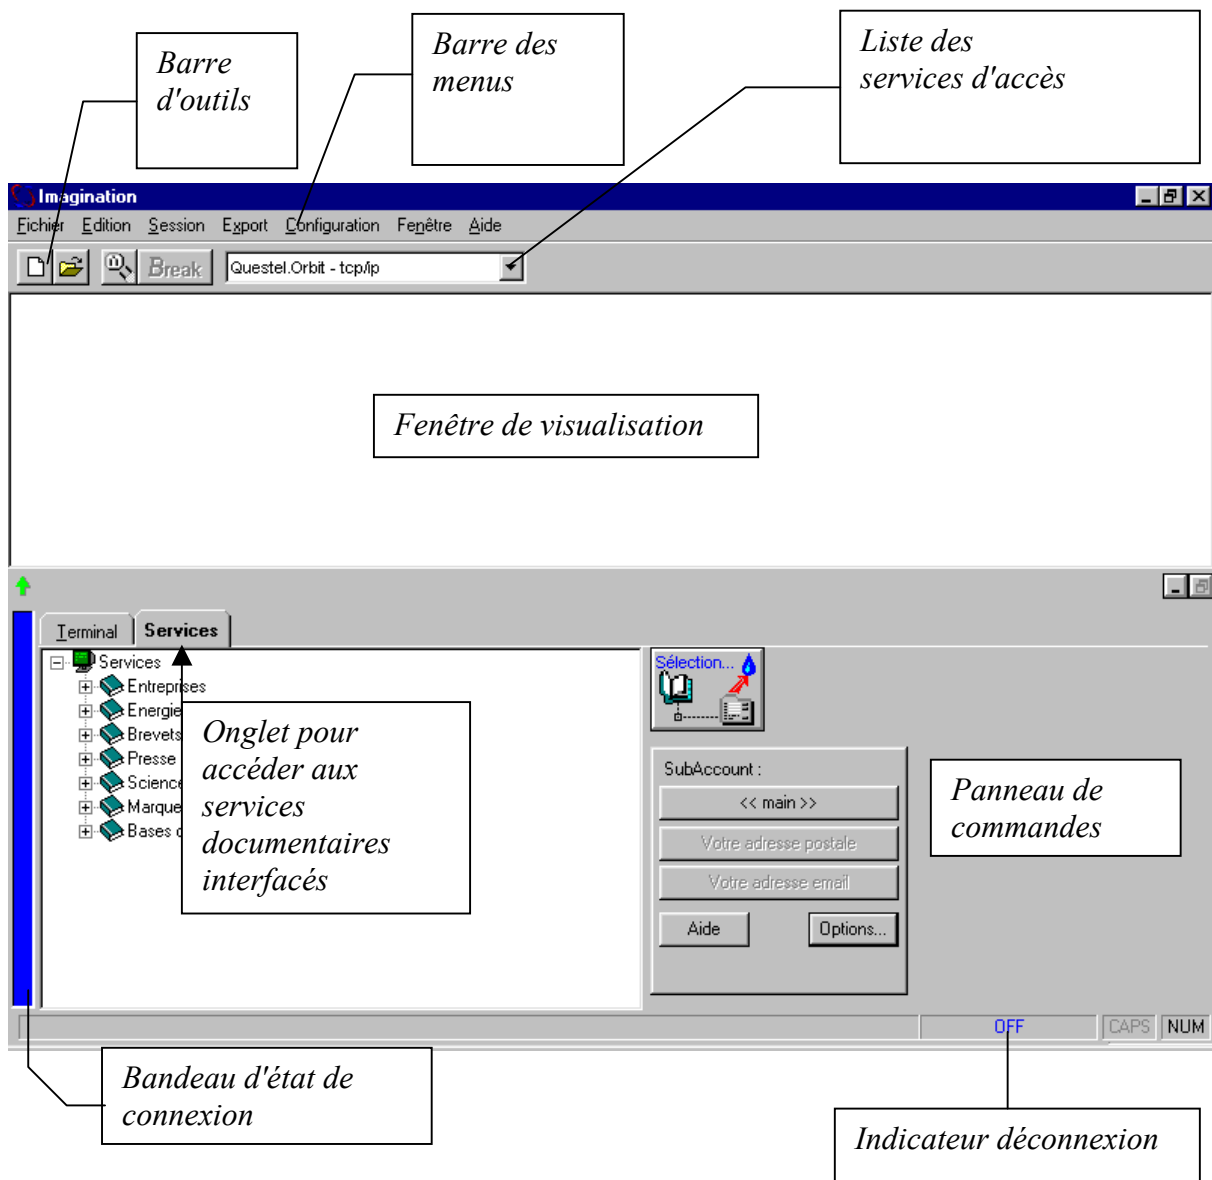 Barre
d'outils
Barre des
menus
Liste des
services d'accès
Imagination
Fichier Edition Session Export Configuration Fenêtre Aide
Break Questel.Orbit - tcp/ip
Fenêtre de visualisation
Terminal Services
Services
Entreprises
Energie
Brevets
Presse
Science
Marque
Bases
Onglet pour
accéder aux
services
documentaires
interfacés
Sélection...
SubAccount :
<< main >>
Votre adresse postale
Votre adresse email
Aide Options...
Panneau de
commandes
OFF CAPS NUM
Bandeau d'état de
connexion
Indicateur déconnexion